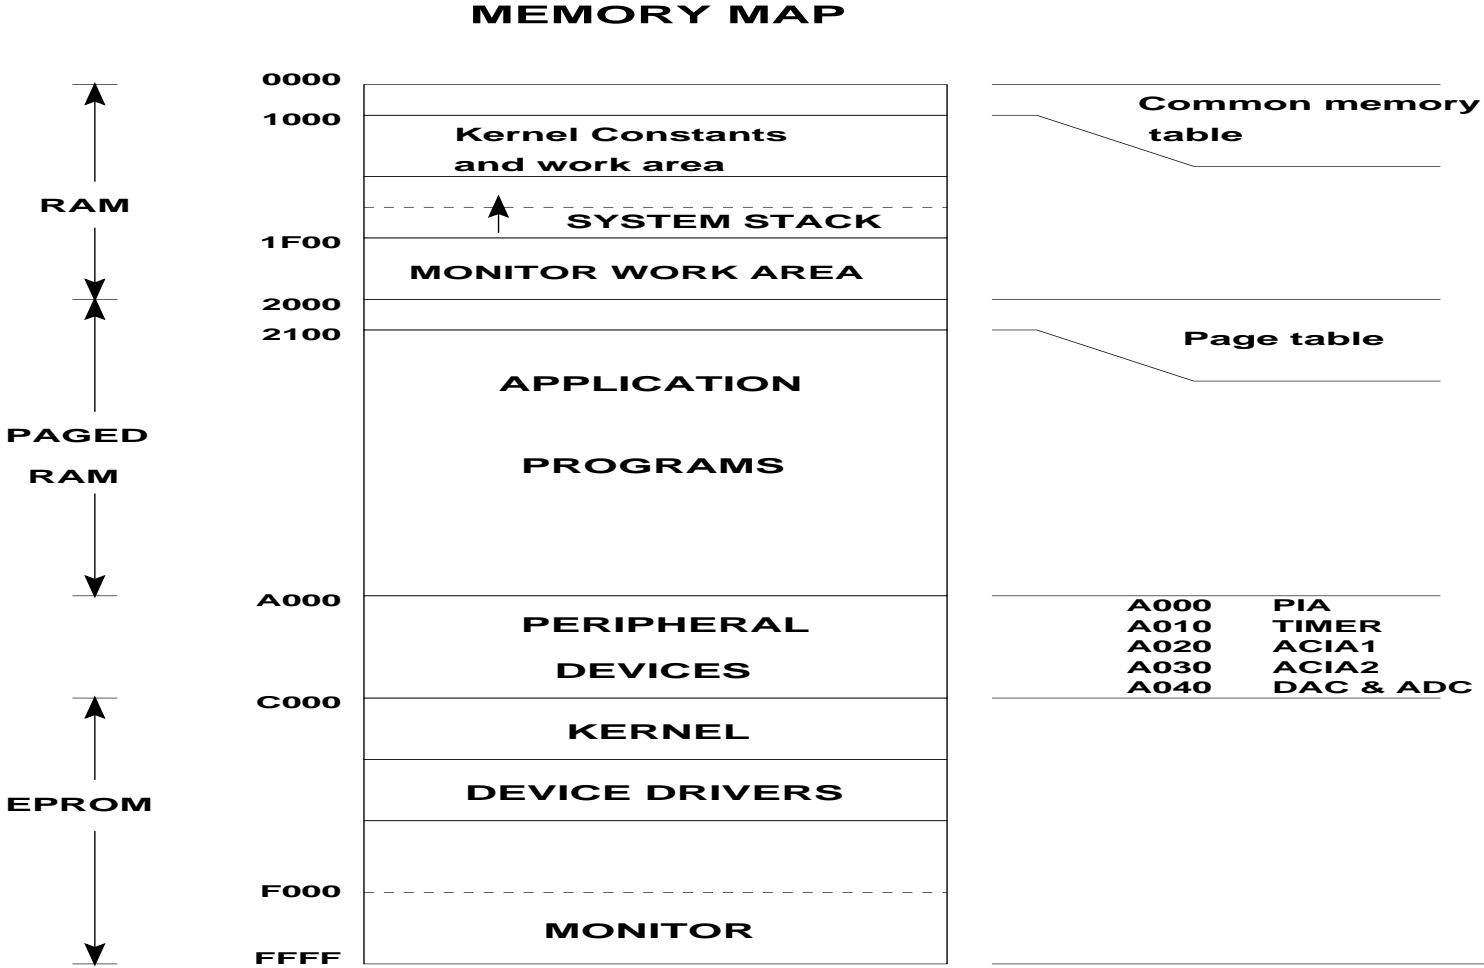 MEMORY MAP
0000
Common memory
table
1000
Kernel Constants
and work area
RAM
SYSTEM STACK
1F00
MONITOR WORK AREA
2000
2100
Page table
APPLICATION
PAGED
RAM
PROGRAMS
A000
PERIPHERAL
DEVICES
A000 PIA
A010 TIMER
A020 ACIA1
A030 ACIA2
A040 DAC & ADC
C000
KERNEL
EPROM
DEVICE DRIVERS
F000
MONITOR
FFFF